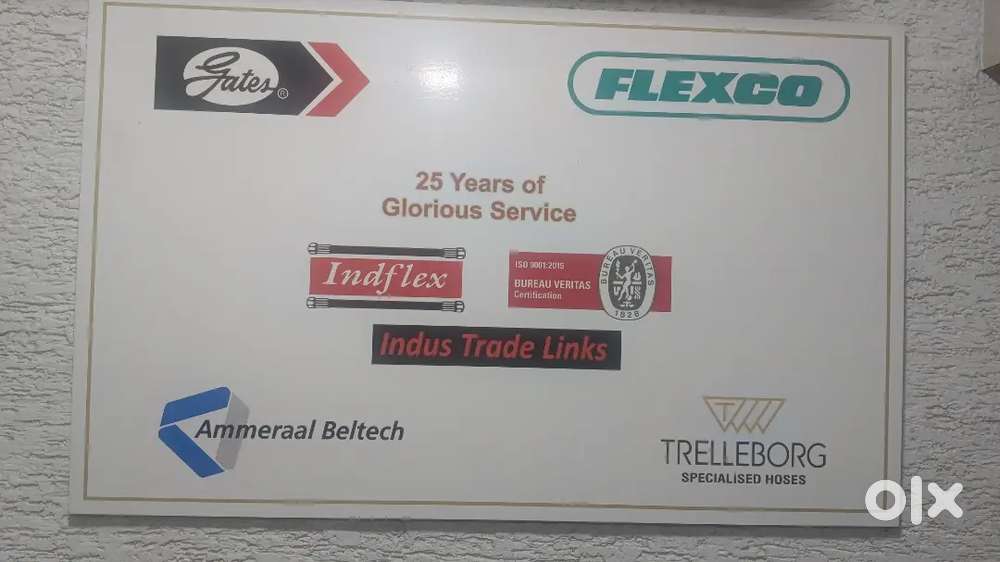 Gates®
FLEXCO
25 Years of
Glorious Service
Indflex
ISO 9001:2015
BUREAU VERITAS
Certification
BUREAU VERITAS
1828
Indus Trade Links
Ammeraal Beltech
TRELLEBORG
SPECIALISED HOSES
olx